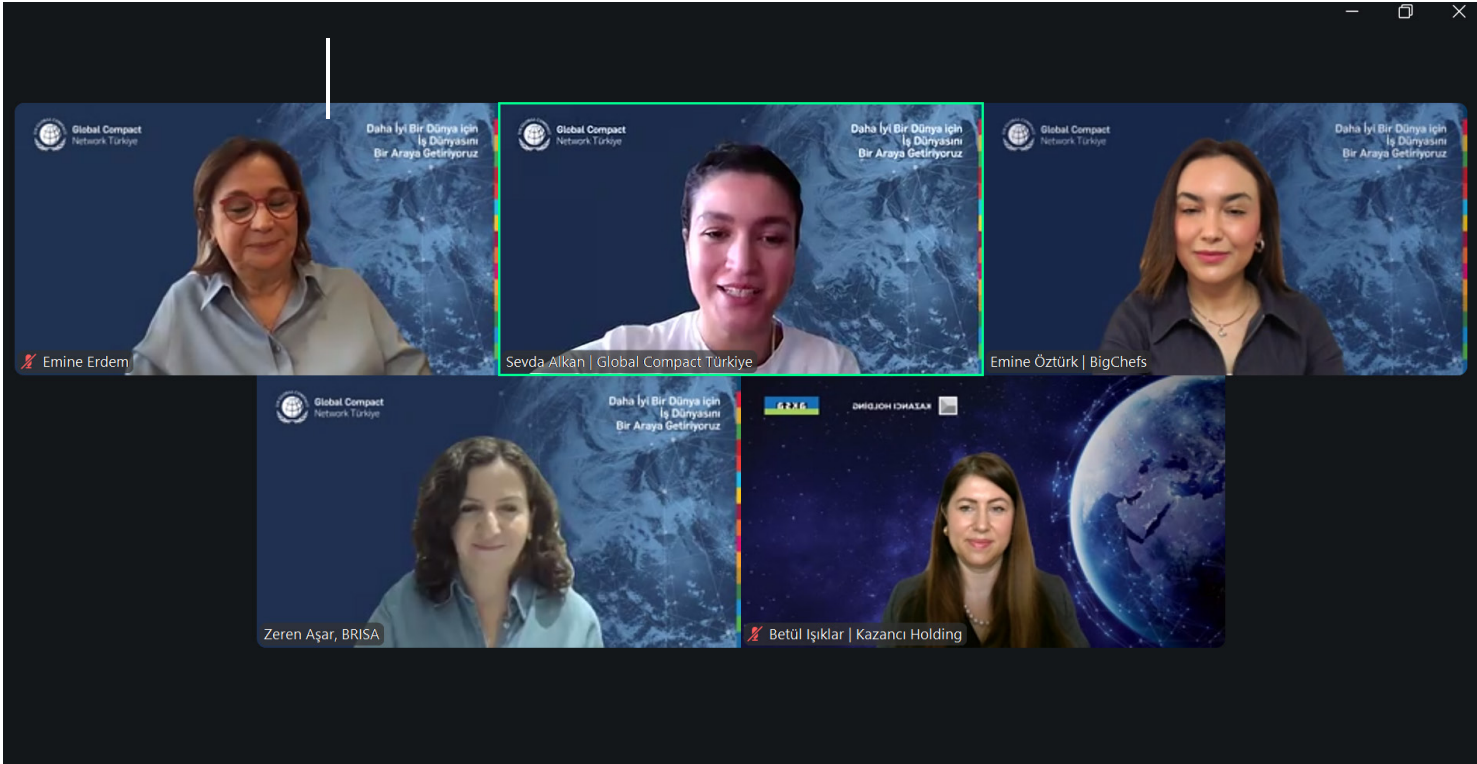 Global Compact
Network Türkiye
Daha İyi Bir Dünya için
İş Dünyasını
Bir Araya Getiriyoruz
Emine Erdem
Global Compact
Network Türkiye
Daha İyi Bir Dünya için
İş Dünyasını
Bir Araya Getiriyoruz
Sevda Alkan | Global Compact Türkiye
Global Compact
Network Türkiye
Daha İyi Bir Dünya için
İş Dünyasını
Bir Araya Getiriyoruz
Emine Öztürk | BigChefs
Global Compact
Network Türkiye
Daha İyi Bir Dünya için
İş Dünyasını
Bir Araya Getiriyoruz
Zeren Aşar, BRISA
AKSA
KAZANCI HOLDING
Betül Işıklar | Kazancı Holding